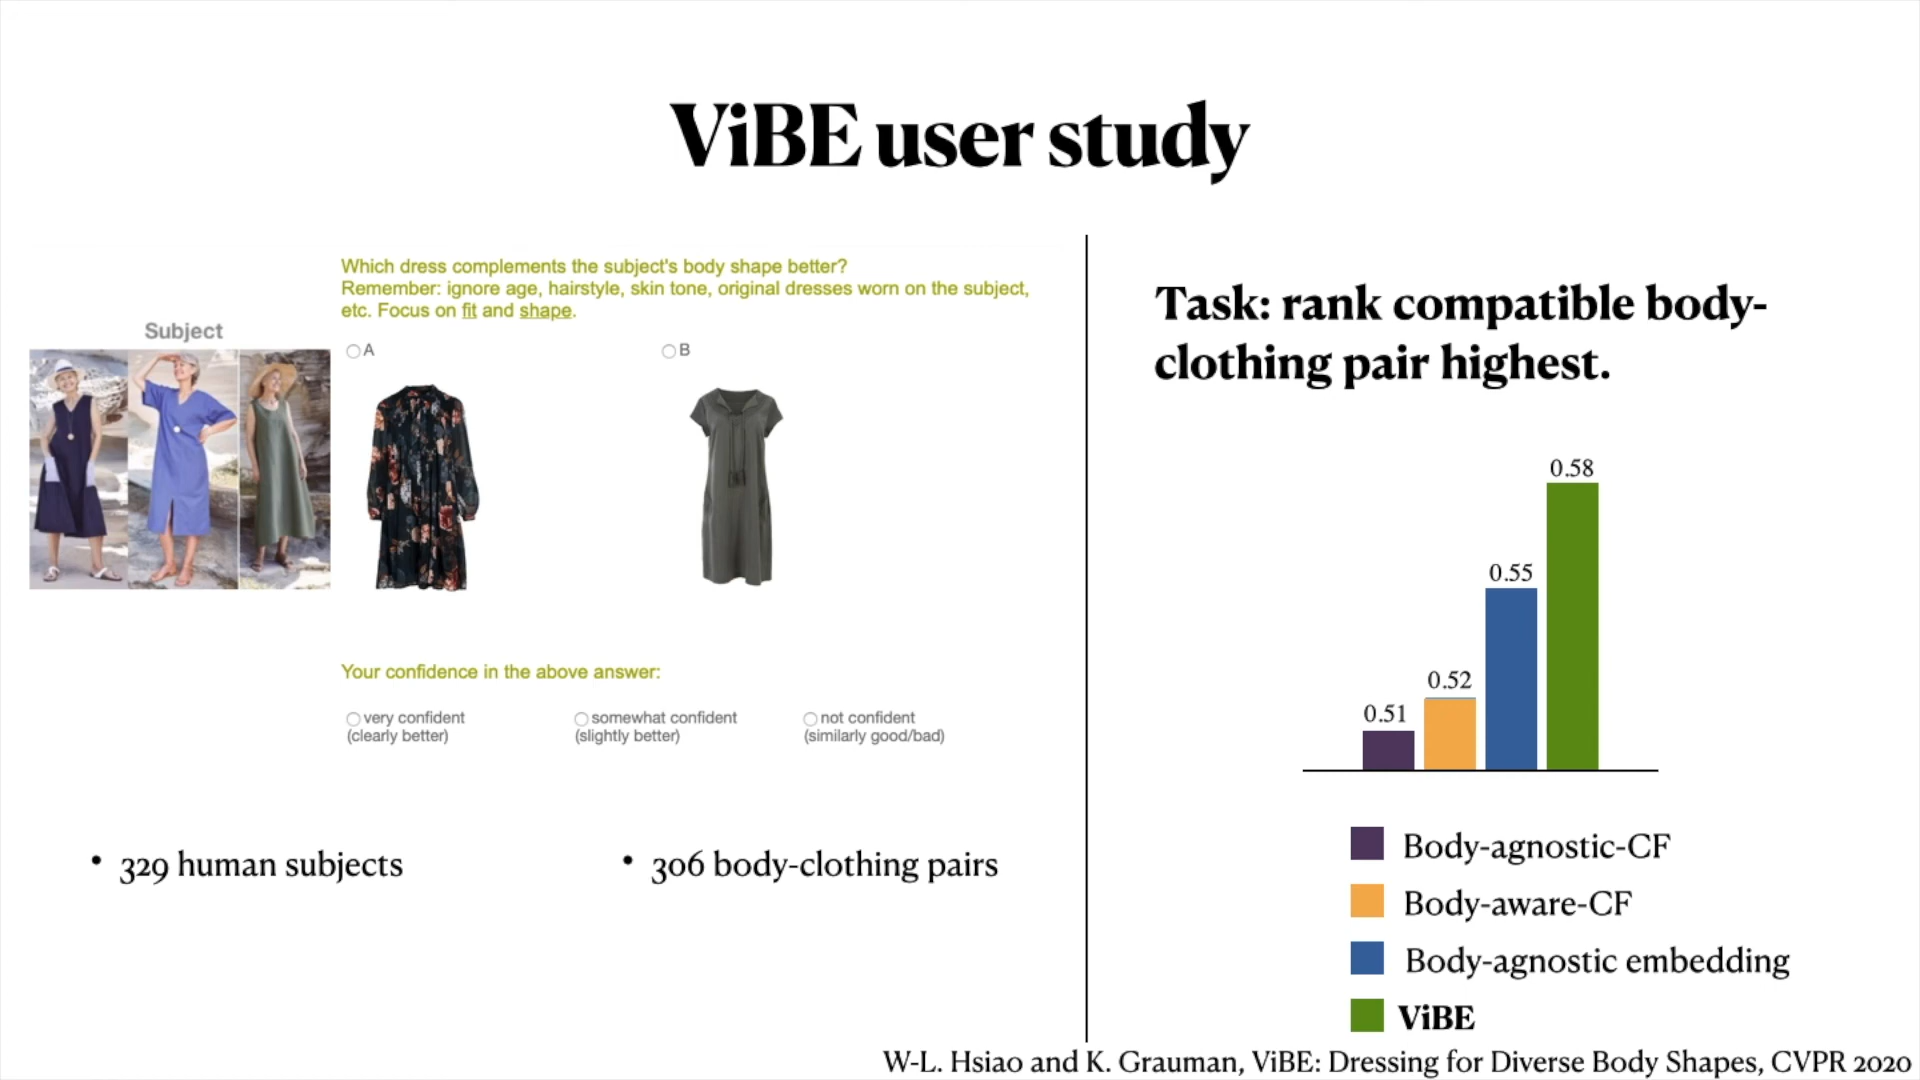 ViBE user study
Which dress complements the subject's body shape better?
Remember: ignore age, hairstyle, skin tone, original dresses worn on the subject,
etc. Focus on fit and shape.
Subject
A
B
Your confidence in the above answer:
very confident
(clearly better)
somewhat confident
(slightly better)
not confident
(similarly good/bad)
• 329 human subjects
• 306 body-clothing pairs
Task: rank compatible body-
clothing pair highest.
0.51
0.52
0.55
0.58
Body-agnostic-CF
Body-aware-CF
Body-agnostic embedding
ViBE
W-L. Hsiao and K. Grauman, ViBE: Dressing for Diverse Body Shapes, CVPR 2020